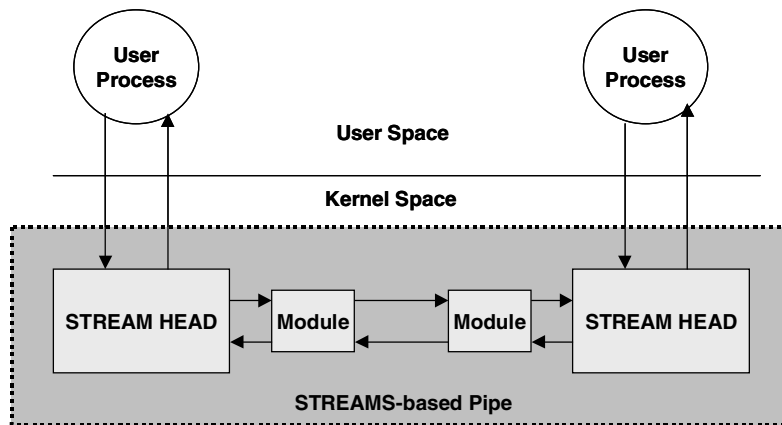 User
Process
User
Process
User Space
Kernel Space
STREAM HEAD
Module
Module
STREAM HEAD
STREAMS-based Pipe